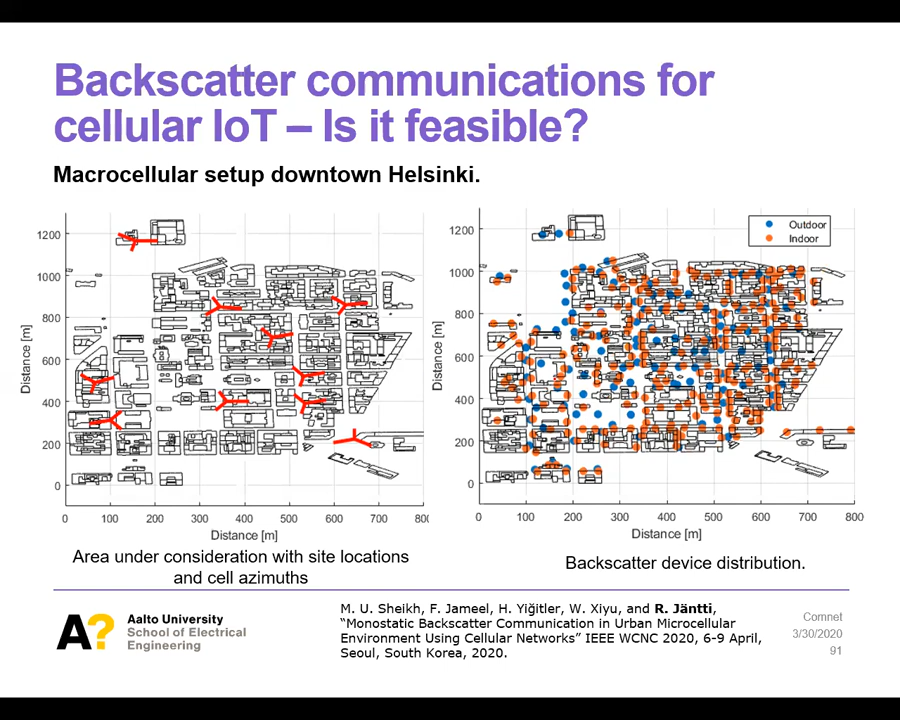 Backscatter communications for
cellular IoT – Is it feasible?
Macrocellular setup downtown Helsinki.
1200
1000
800
600
400
200
0
Distance [m]
0 100 200 300 400 500 600 700 800
Distance [m]
Area under consideration with site locations
and cell azimuths
Outdoor
Indoor
1200
1000
800
600
400
200
0
Distance [m]
0 100 200 300 400 500 600 700 800
Distance [m]
Backscatter device distribution.
A?
Aalto University
School of Electrical
Engineering
M. U. Sheikh, F. Jameel, H. Yiğitler, W. Xiyu, and R. Jäntti,
“Monostatic Backscatter Communication in Urban Microcellular
Environment Using Cellular Networks” IEEE WCNC 2020, 6-9 April,
Seoul, South Korea, 2020.
Comnet
3/30/2020
91